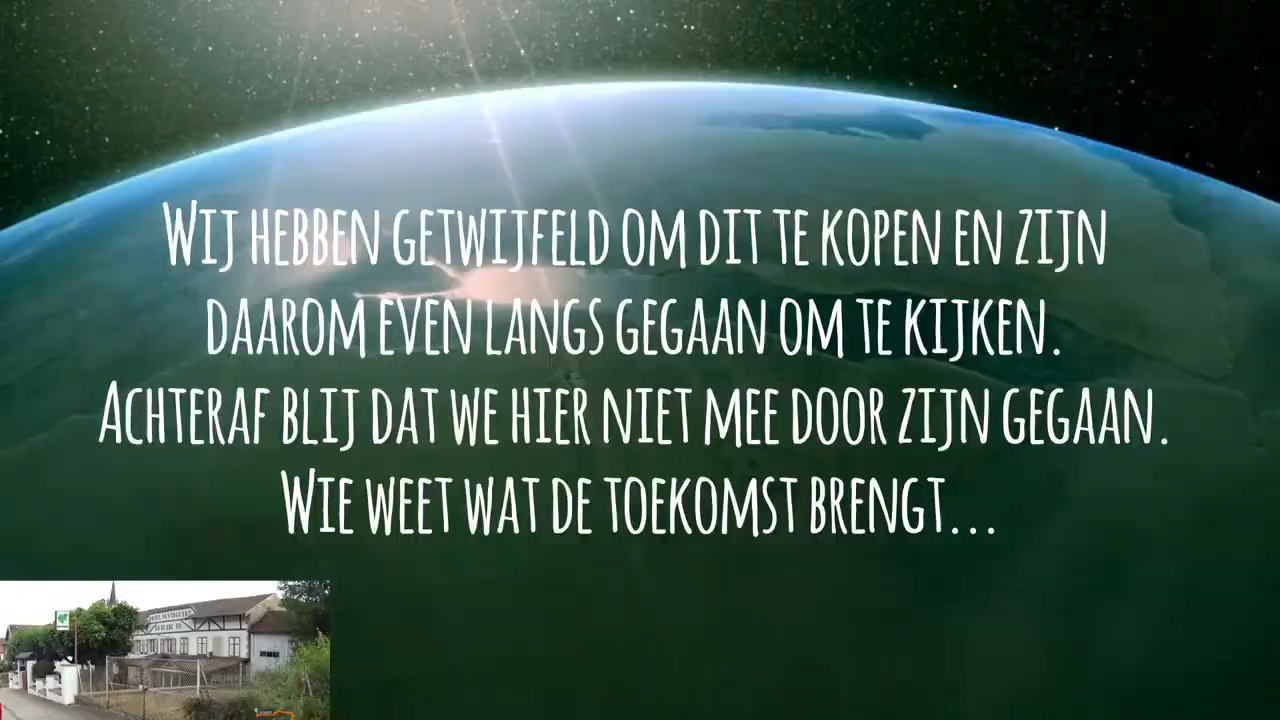 Wij hebben getwijfeld om dit te kopen en zijn
daarom even langs gegaan om te kijken.
Achteraf blij dat we hier niet mee door zijn gegaan.
Wie weet wat de toekomst brengt...